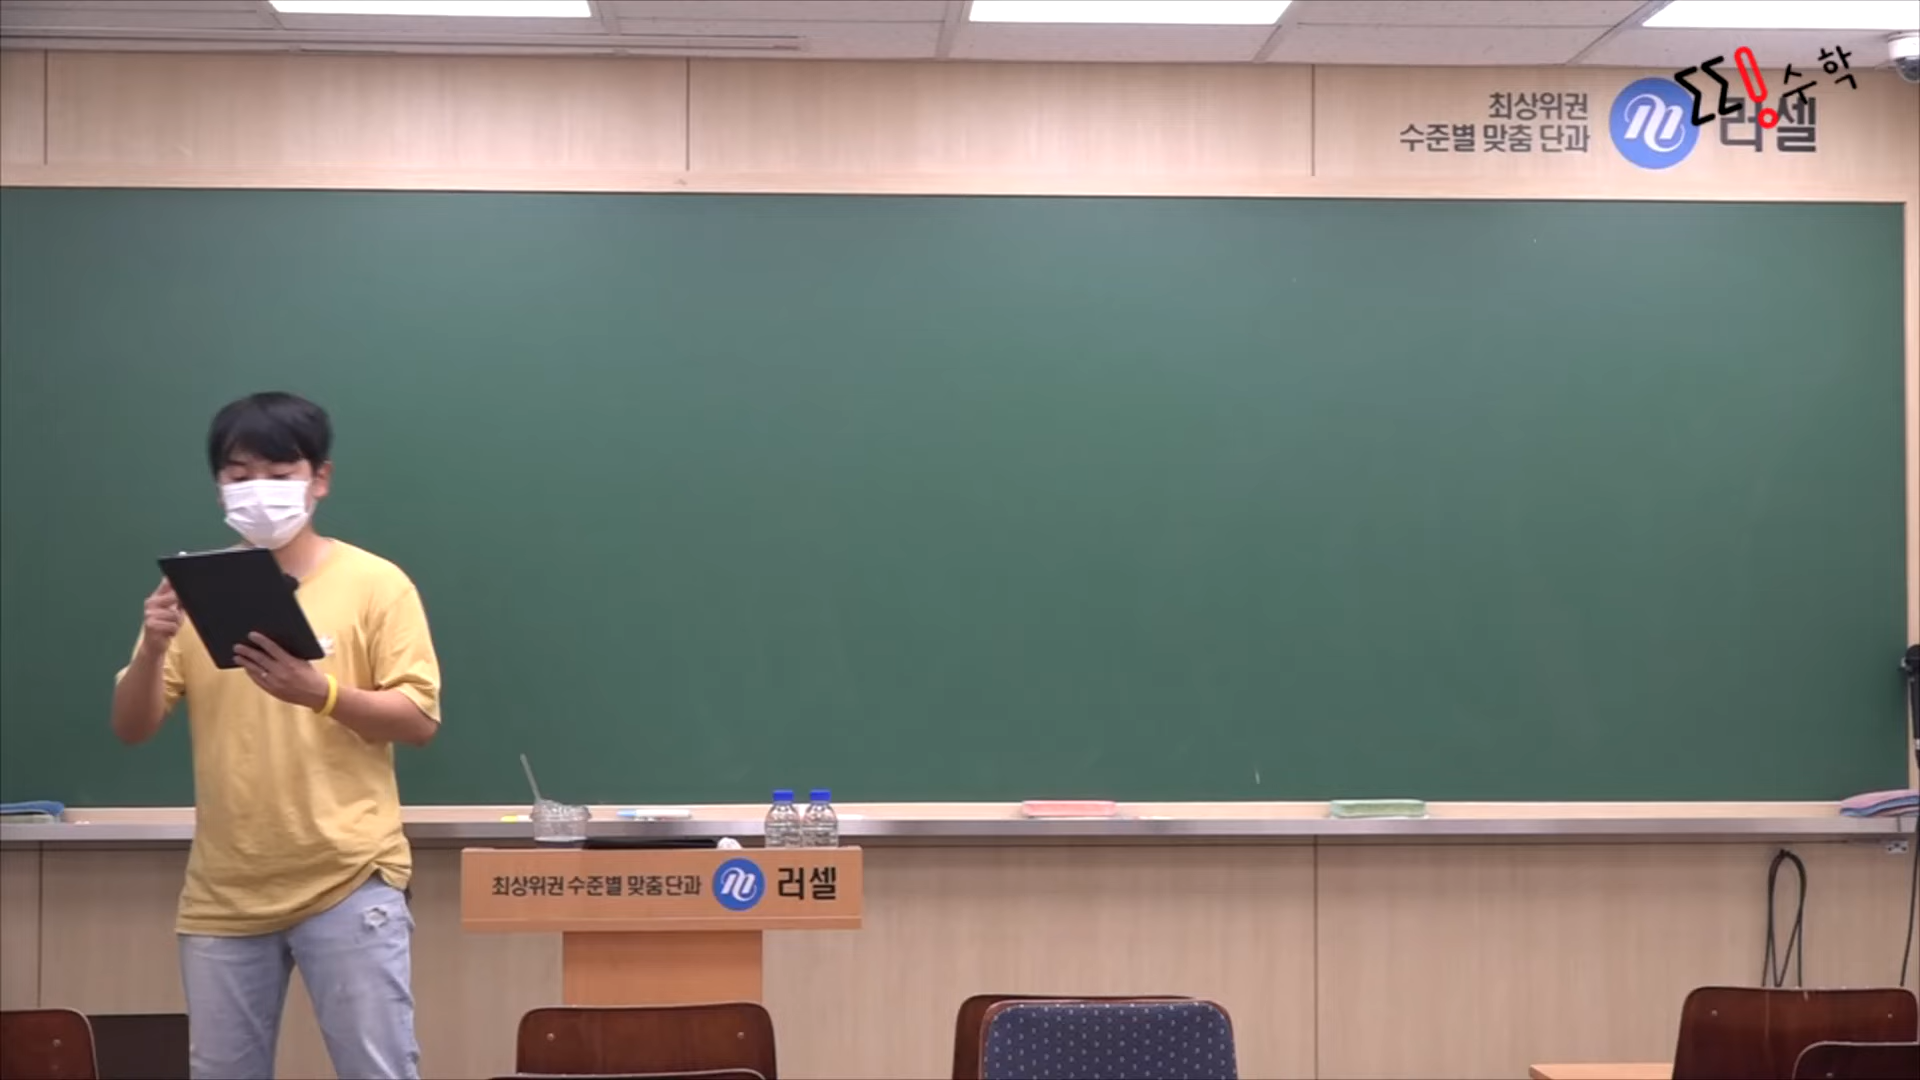 최상위권
수준별 맞춤 단과
러셀
수학
최상위권 수준별 맞춤 단과 러셀